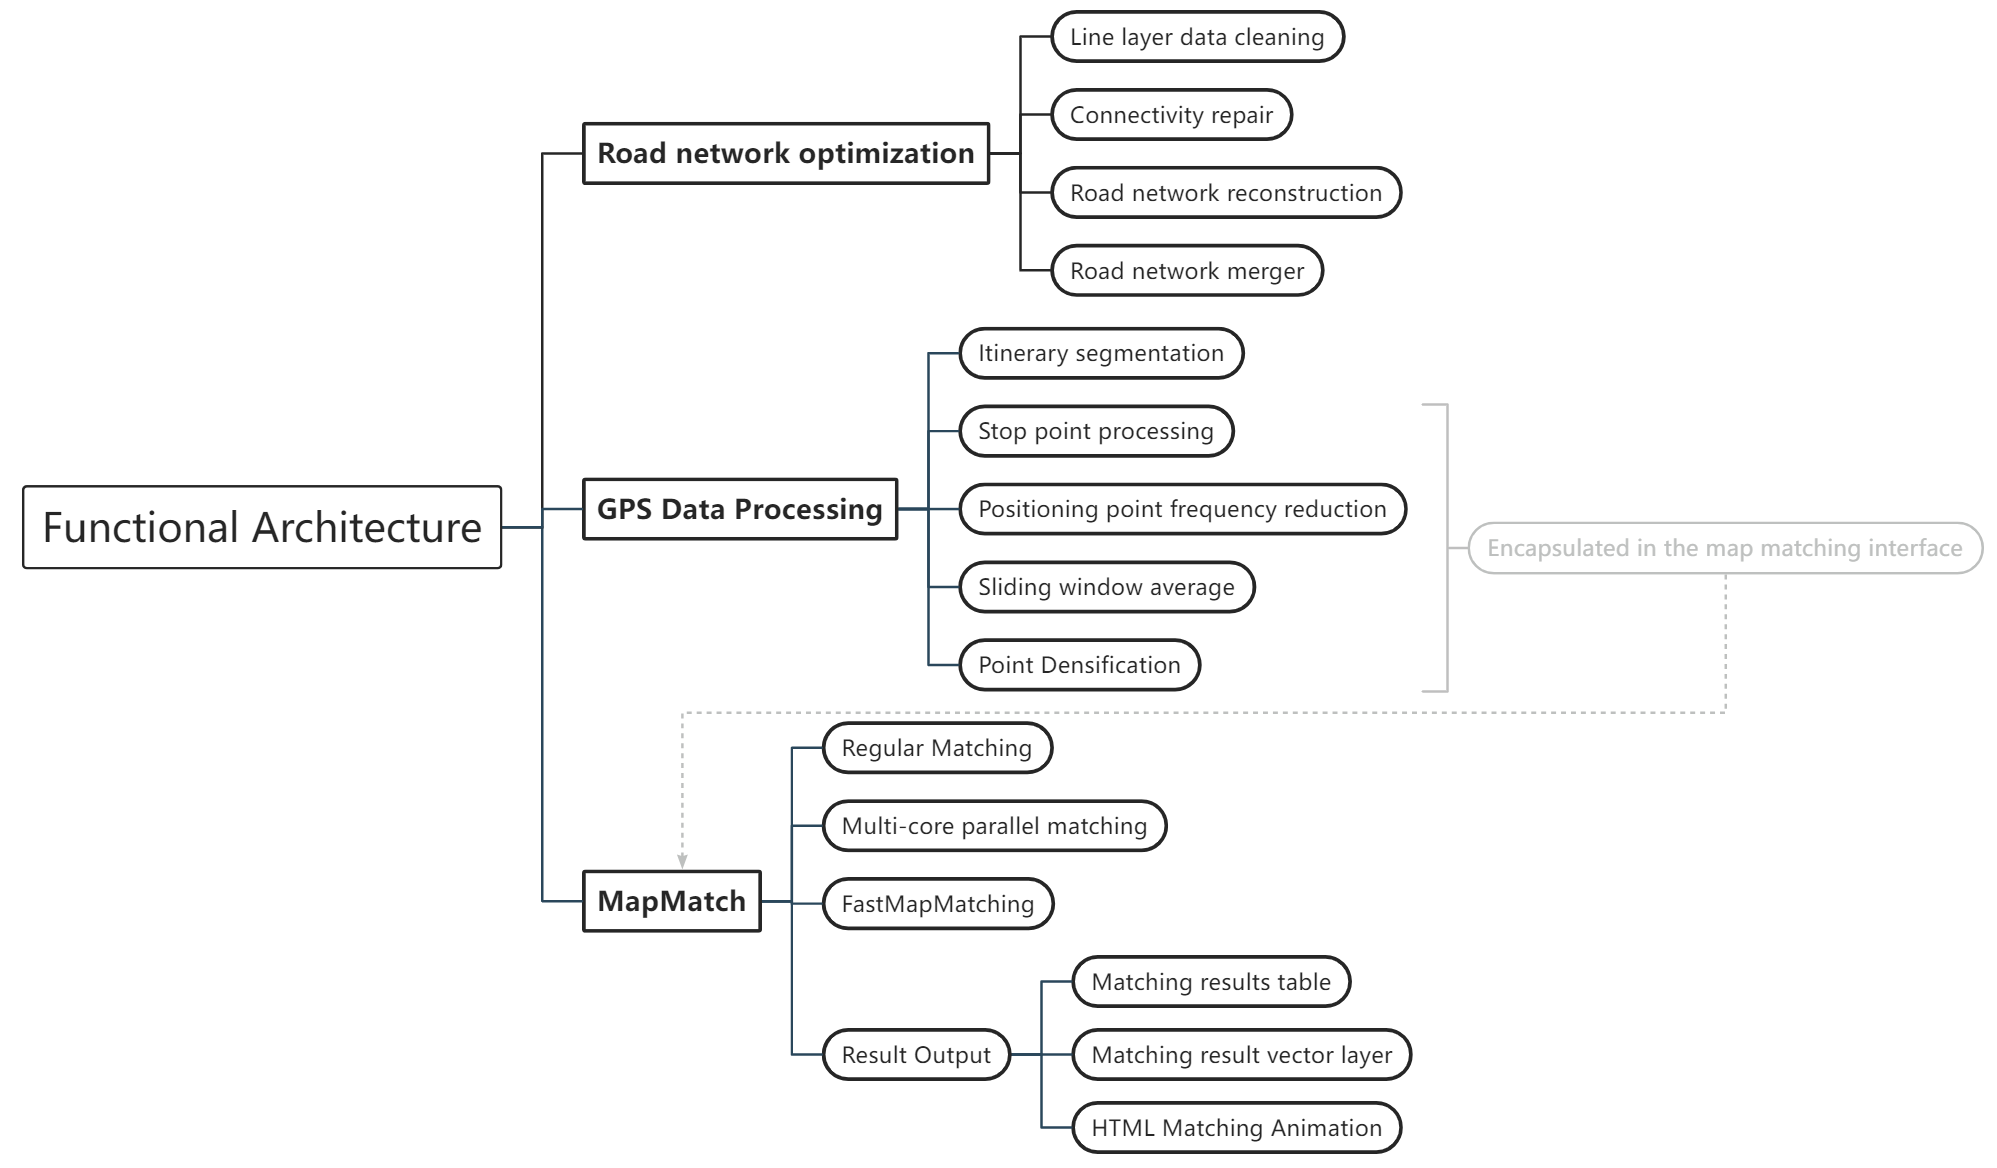 Functional Architecture
Road network optimization
Line layer data cleaning
Connectivity repair
Road network reconstruction
Road network merger
GPS Data Processing
Itinerary segmentation
Stop point processing
Positioning point frequency reduction
Sliding window average
Point Densification
Encapsulated in the map matching interface
MapMatch
Regular Matching
Multi-core parallel matching
FastMapMatching
Result Output
Matching results table
Matching result vector layer
HTML Matching Animation